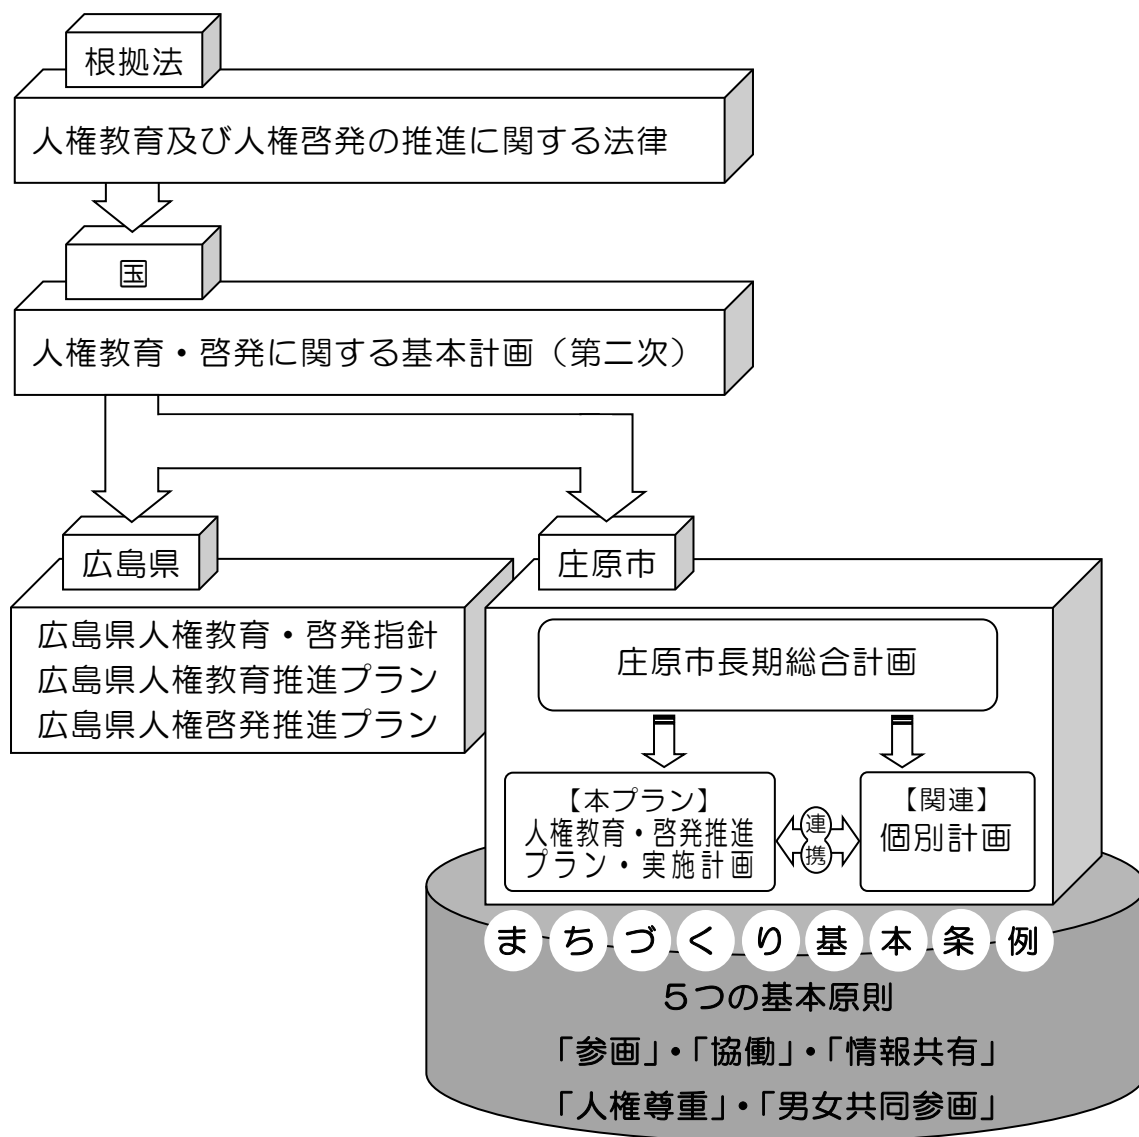 根拠法
人権教育及び人権啓発の推進に関する法律
国
人権教育・啓発に関する基本計画（第二次）
広島県
広島県人権教育・啓発指針
広島県人権教育推進プラン
広島県人権啓発推進プラン
庄原市
庄原市長期総合計画
【本プラン】
人権教育・啓発推進
プラン・実施計画
連携
【関連】
個別計画
まちづくり基本条例
５つの基本原則
「参画」・「協働」・「情報共有」
「人権尊重」・「男女共同参画」